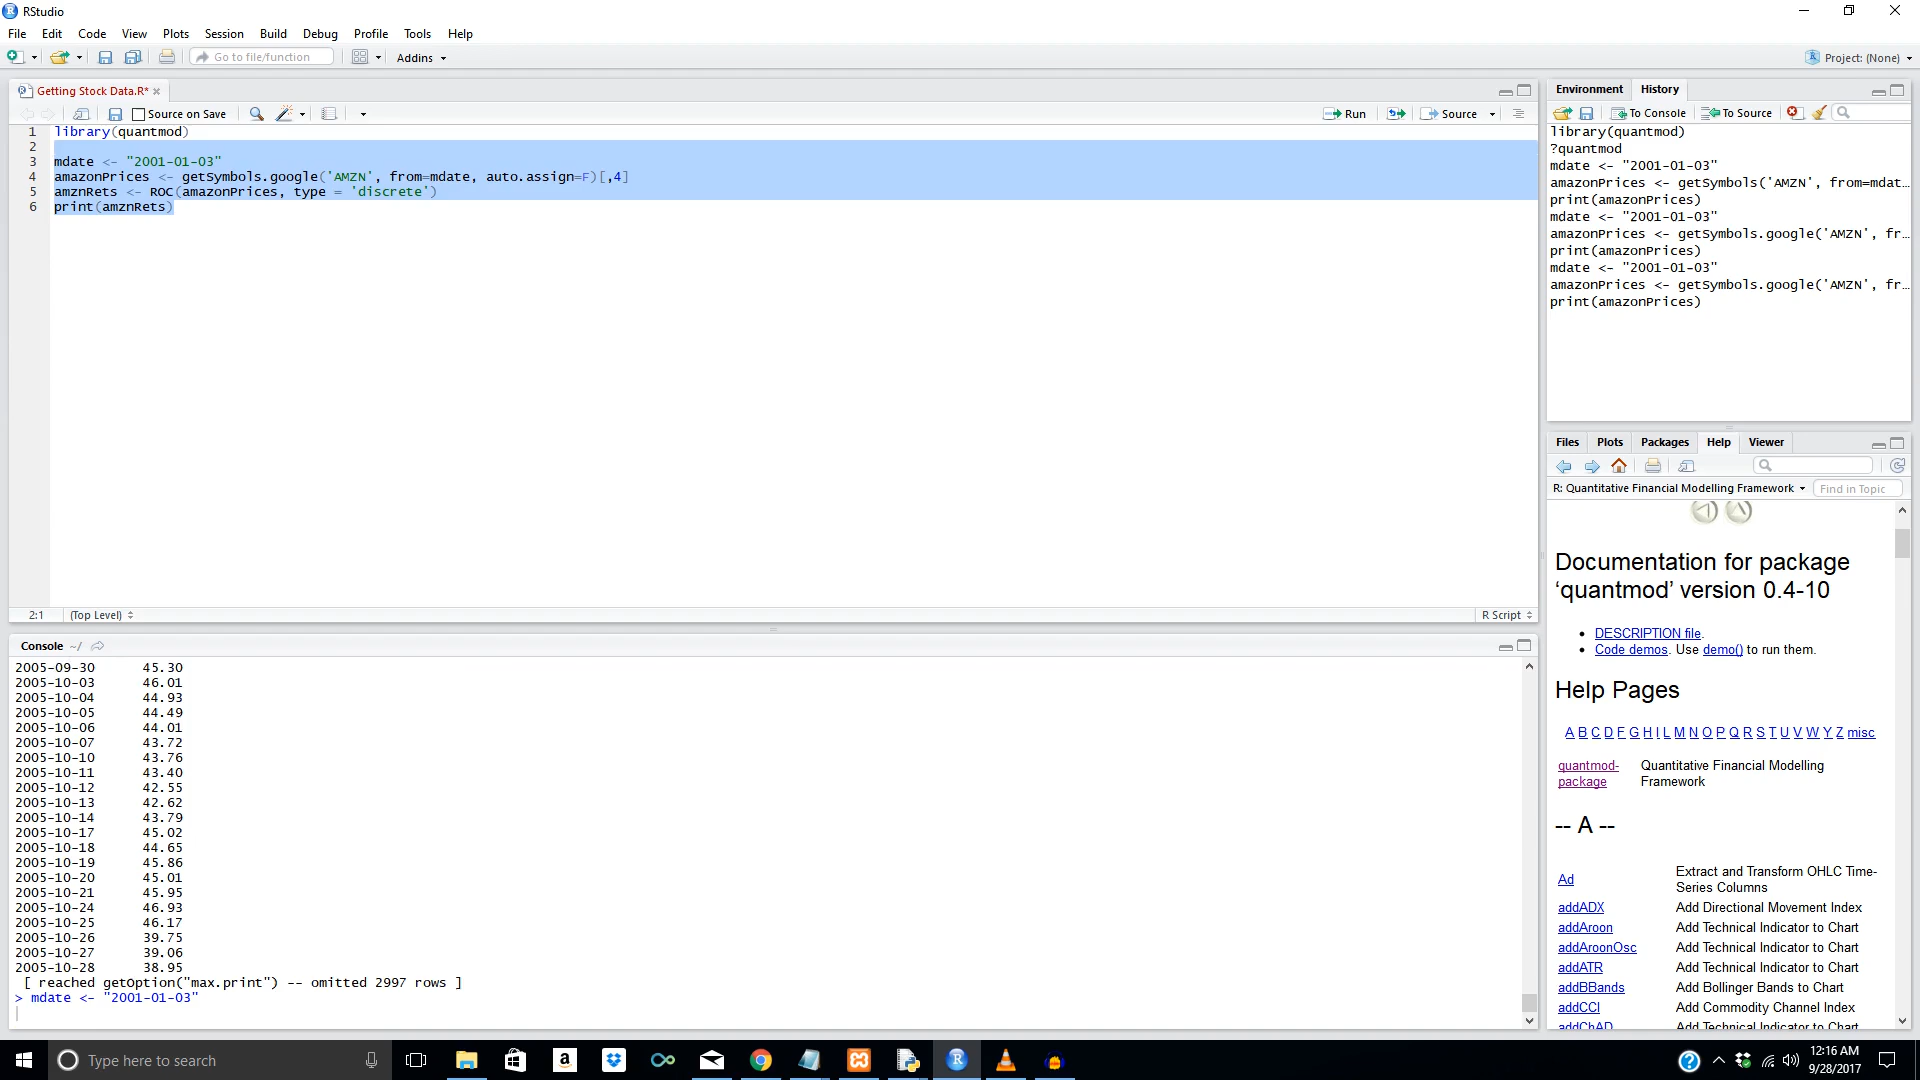 RStudio
File Edit Code View Plots Session Build Debug Profile Tools Help
Go to file/function Addins Project: (None)
Getting Stock Data.R*
Source on Save Run Source
1 library(quantmod)
2
3 mdate <- "2001-01-03"
4 amazonPrices <- getSymbols.google('AMZN', from=mdate, auto.assign=F)[,4]
5 amznRets <- ROC(amazonPrices, type = 'discrete')
6 print(amznRets)
2:1 (Top Level) R Script
Console ~/
2005-09-30 45.30
2005-10-03 46.01
2005-10-04 44.93
2005-10-05 44.49
2005-10-06 44.01
2005-10-07 43.72
2005-10-10 43.76
2005-10-11 43.40
2005-10-12 42.55
2005-10-13 42.62
2005-10-14 43.79
2005-10-17 45.02
2005-10-18 44.65
2005-10-19 45.86
2005-10-20 45.01
2005-10-21 45.95
2005-10-24 46.93
2005-10-25 46.17
2005-10-26 39.75
2005-10-27 39.06
2005-10-28 38.95
[ reached getOption("max.print") -- omitted 2997 rows ]
> mdate <- "2001-01-03"
Environment History
To Console To Source
library(quantmod)
?quantmod
mdate <- "2001-01-03"
amazonPrices <- getSymbols('AMZN', from=mdat…
print(amazonPrices)
mdate <- "2001-01-03"
amazonPrices <- getSymbols.google('AMZN', fr…
print(amazonPrices)
mdate <- "2001-01-03"
amazonPrices <- getSymbols.google('AMZN', fr…
print(amazonPrices)
Files Plots Packages Help Viewer
R: Quantitative Financial Modelling Framework Find in Topic
Documentation for package
‘quantmod’ version 0.4-10
• DESCRIPTION file.
• Code demos. Use demo() to run them.
Help Pages
A B C D F G H I L M N O P Q R S T U V W Y Z misc
quantmod-package Quantitative Financial Modelling Framework
-- A --
Ad Extract and Transform OHLC Time-Series Columns
addADX Add Directional Movement Index
addAroon Add Technical Indicator to Chart
addAroonOsc Add Technical Indicator to Chart
addATR Add Technical Indicator to Chart
addBBands Add Bollinger Bands to Chart
addCCI Add Commodity Channel Index
addChAD Add Technical Indicator to Chart
Type here to search
12:16 AM
9/28/2017